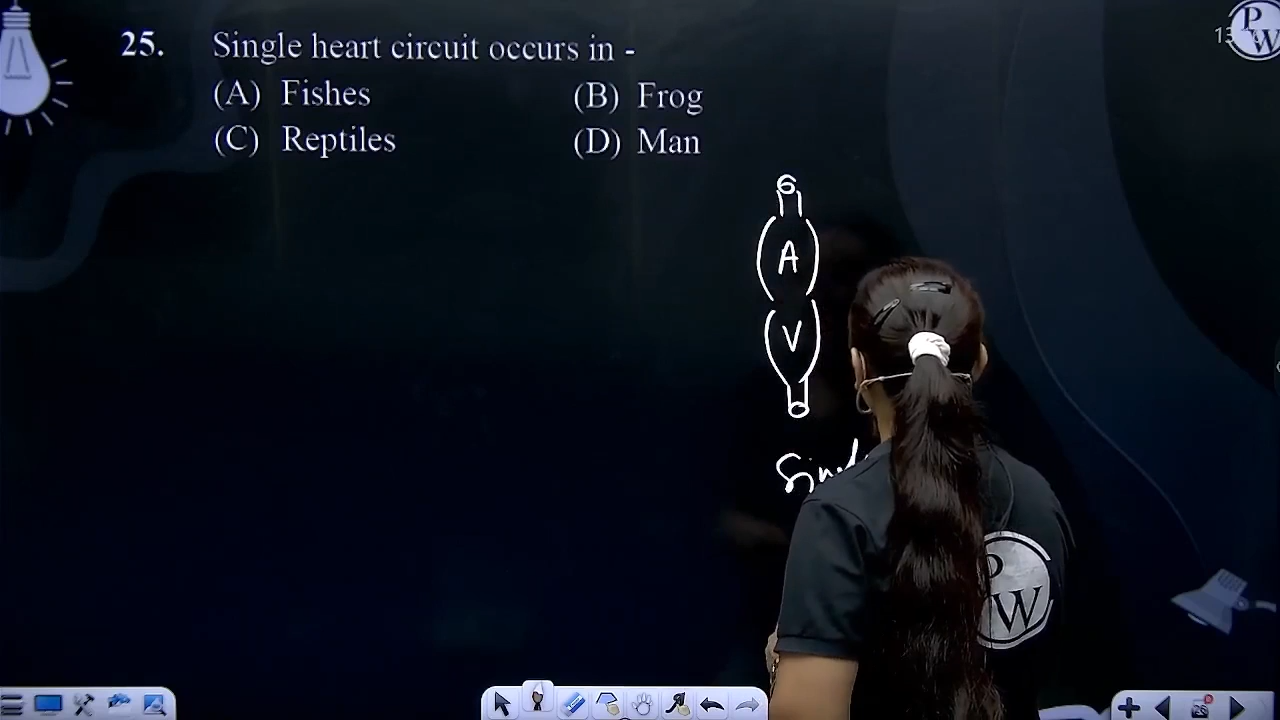 25. Single heart circuit occurs in -
(A) Fishes (B) Frog
(C) Reptiles (D) Man
A
V
P
W
P
W